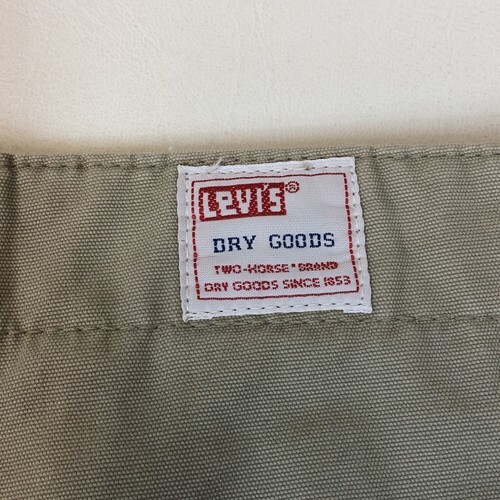 LEVI'S®
DRY GOODS
TWO-HORSE® BRAND
DRY GOODS SINCE 1853